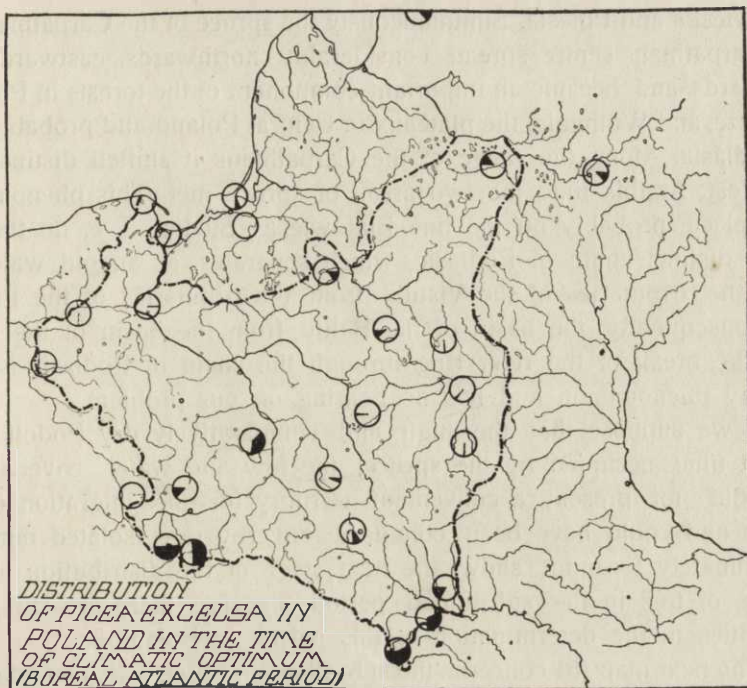 DISTRIBUTION
OF PICEA EXCELSA IN
POLAND IN THE TIME
OF CLIMATIC OPTIMUM
(BOREAL ATLANTIC PERIOD)